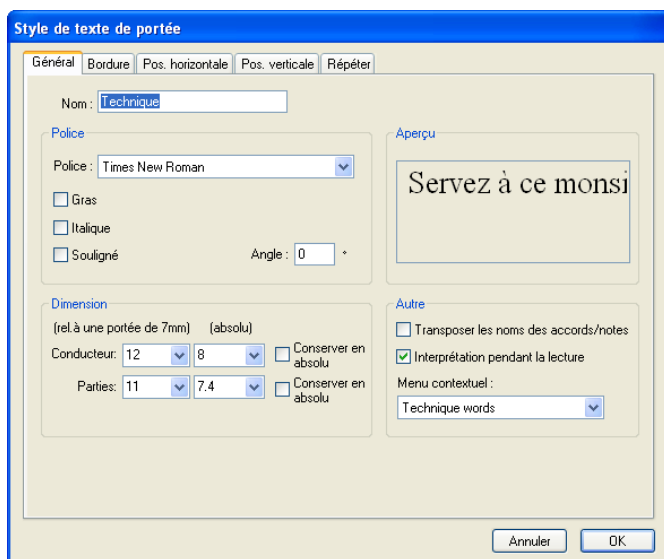 Style de texte de portée
Général Bordure Pos. horizontale Pos. verticale Répéter
Nom : Technique
Police
Police : Times New Roman
Gras
Italique
Souligné
Angle : 0 °
Aperçu
Servez à ce monsi
Dimension
(rel.à une portée de 7mm) (absolu)
Conducteur: 12 8 Conserver en
absolu
Parties: 11 7.4 Conserver en
absolu
Autre
Transposer les noms des accords/notes
Interprétation pendant la lecture
Menu contextuel :
Technique words
Annuler OK